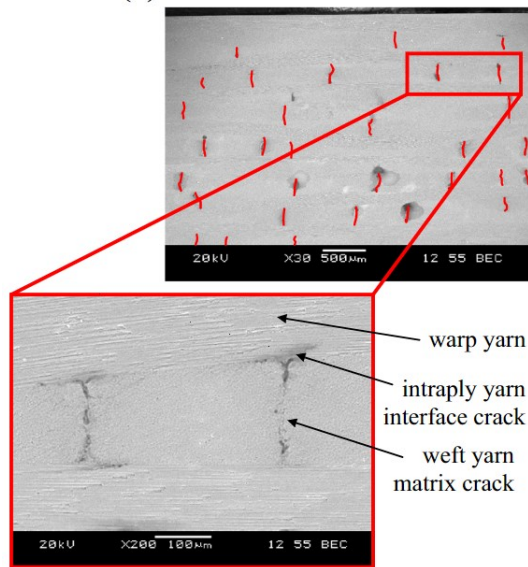 20kV X30 500μm 12 55 BEC
warp yarn
intraply yarn
interface crack
weft yarn
matrix crack
20kV X200 100μm 12 55 BEC